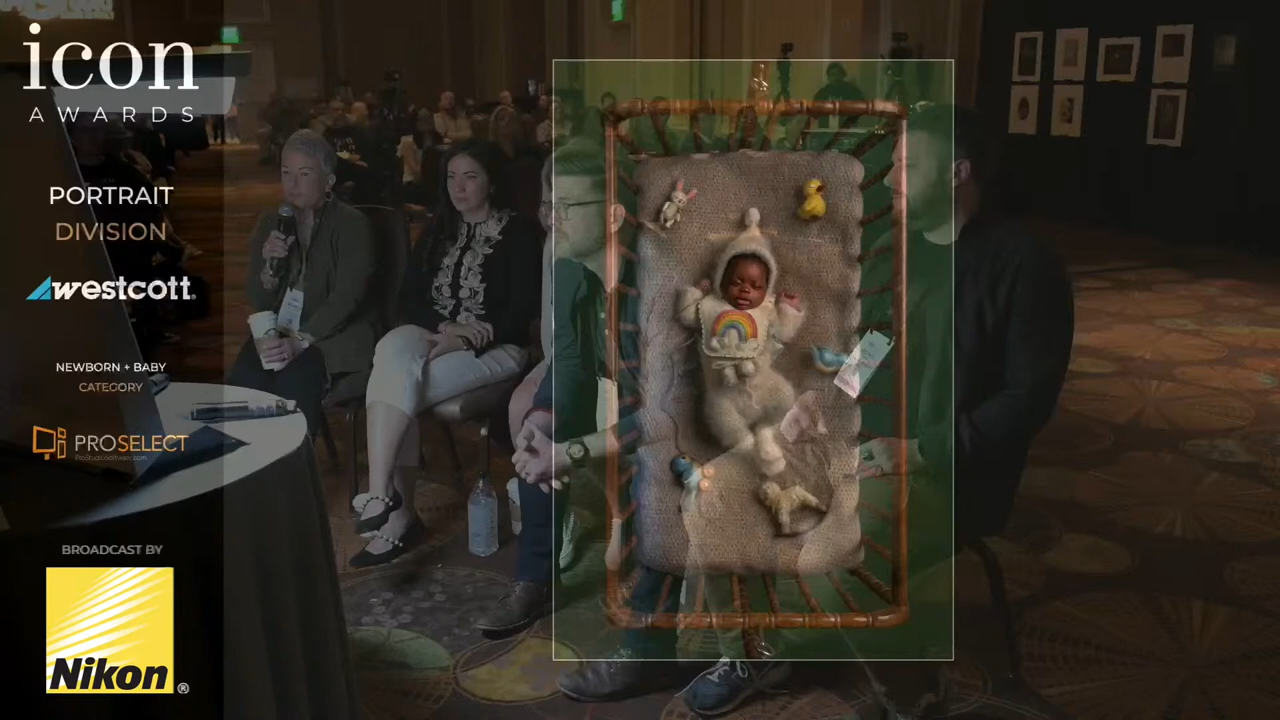 icon
AWARDS
PORTRAIT
DIVISION
westcott
NEWBORN + BABY
CATEGORY
PROSELECT
BROADCAST BY
Nikon